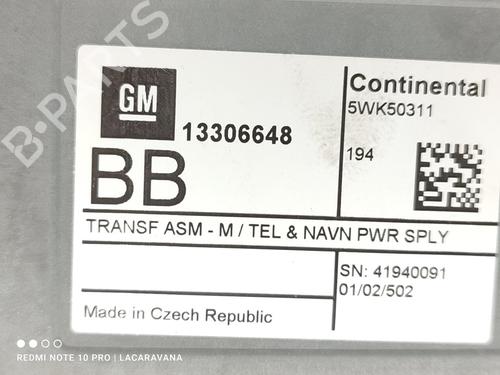 GM
13306648
BB
Continental
5WK50311
194
TRANSF ASM - M / TEL & NAVN PWR SPLY
SN: 41940091
01/02/502
Made in Czech Republic
B-PARTS
REDMI NOTE 10 PRO | LACARAVANA